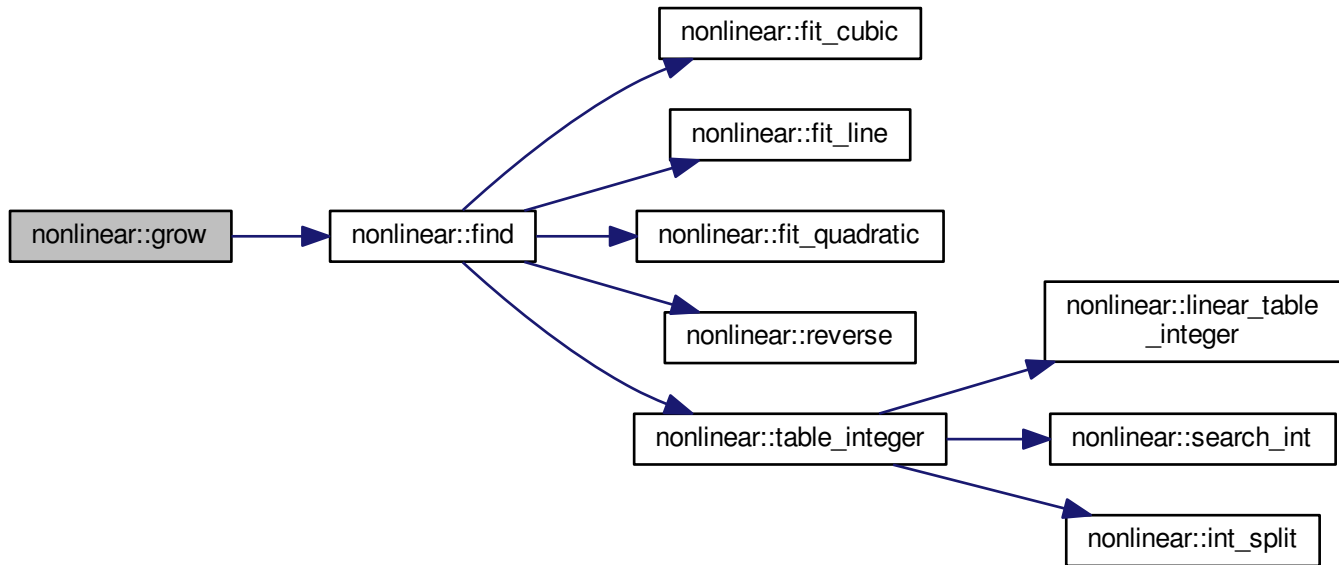 nonlinear::fit_cubic
nonlinear::fit_line
nonlinear::grow
nonlinear::find
nonlinear::fit_quadratic
nonlinear::reverse
nonlinear::linear_table
_integer
nonlinear::table_integer
nonlinear::search_int
nonlinear::int_split